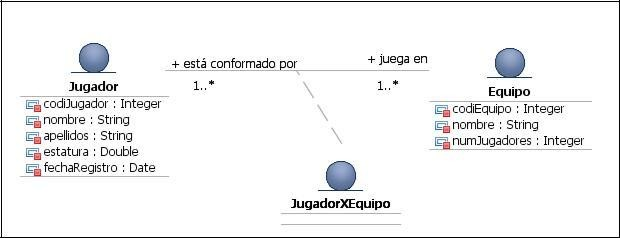 + está conformado por
+ juega en
1..*
1..*
Jugador
codiJugador : Integer
nombre : String
apellidos : String
estatura : Double
fechaRegistro : Date
Equipo
codiEquipo : Integer
nombre : String
numJugadores : Integer
JugadorXEquipo